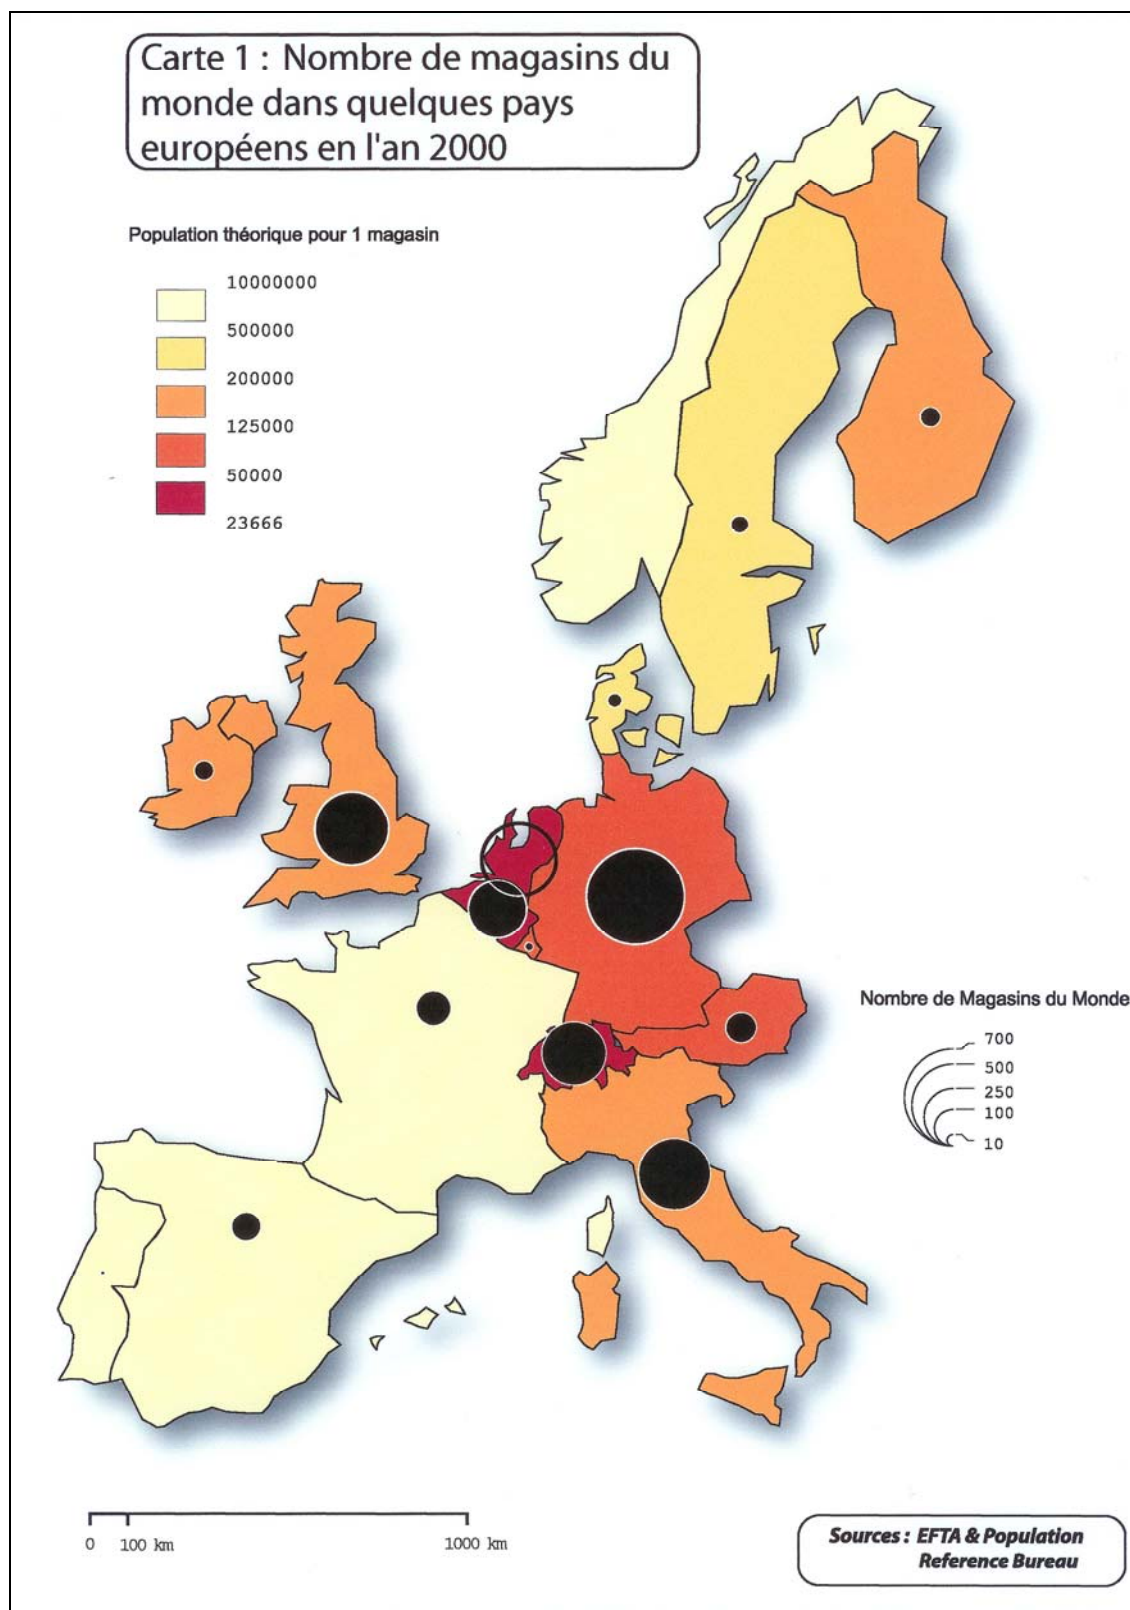 Carte 1 : Nombre de magasins du
monde dans quelques pays
européens en l'an 2000
Population théorique pour 1 magasin
10000000
500000
200000
125000
50000
23666
Nombre de Magasins du Monde
700
500
250
100
10
0 100 km 1000 km
Sources : EFTA & Population
Reference Bureau